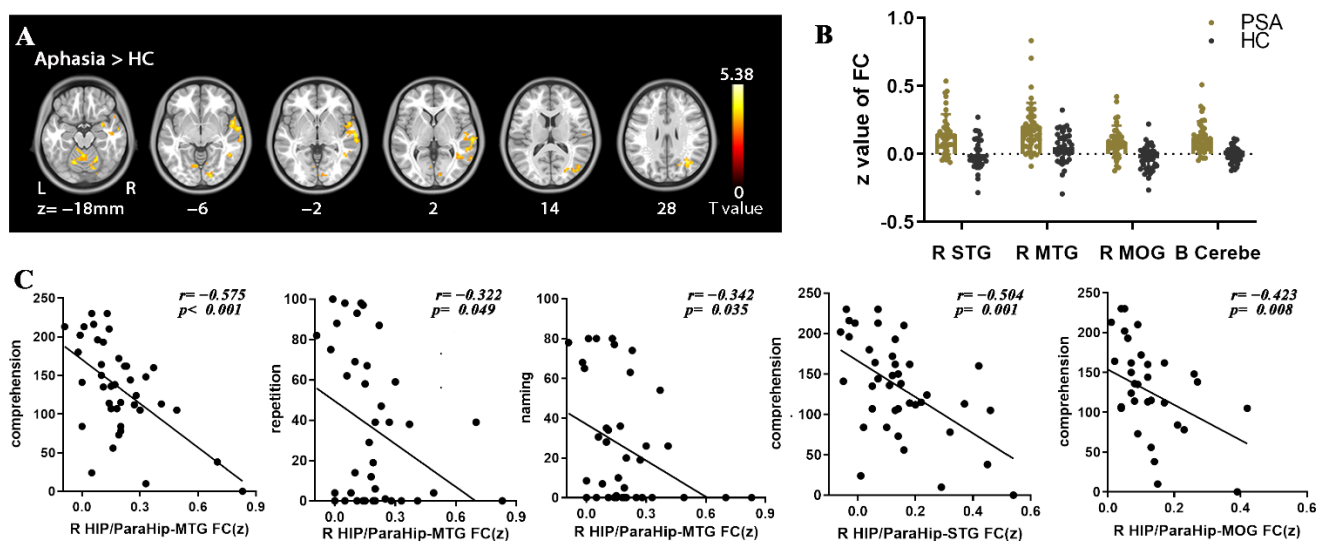 A
Aphasia > HC
5.38
0
T value
L
R
z= −18mm
−6
−2
2
14
28
B
PSA
HC
z value of FC
1.0
0.5
0.0
-0.5
R STG
R MTG
R MOG
B Cerebe
C
r= −0.575
p< 0.001
comprehension
250
200
150
100
50
0
0.0
0.3
0.6
0.9
R HIP/ParaHip-MTG FC(z)
r= −0.322
p= 0.049
repetition
100
80
60
40
20
0
0.0
0.3
0.6
0.9
R HIP/ParaHip-MTG FC(z)
r= −0.342
p= 0.035
naming
100
80
60
40
20
0
0.0
0.3
0.6
0.9
R HIP/ParaHip-MTG FC(z)
r= −0.504
p= 0.001
comprehension
250
200
150
100
50
0
0.0
0.2
0.4
0.6
R HIP/ParaHip-STG FC(z)
r= −0.423
p= 0.008
comprehension
250
200
150
100
50
0
0.0
0.2
0.4
0.6
R HIP/ParaHip-MOG FC(z)